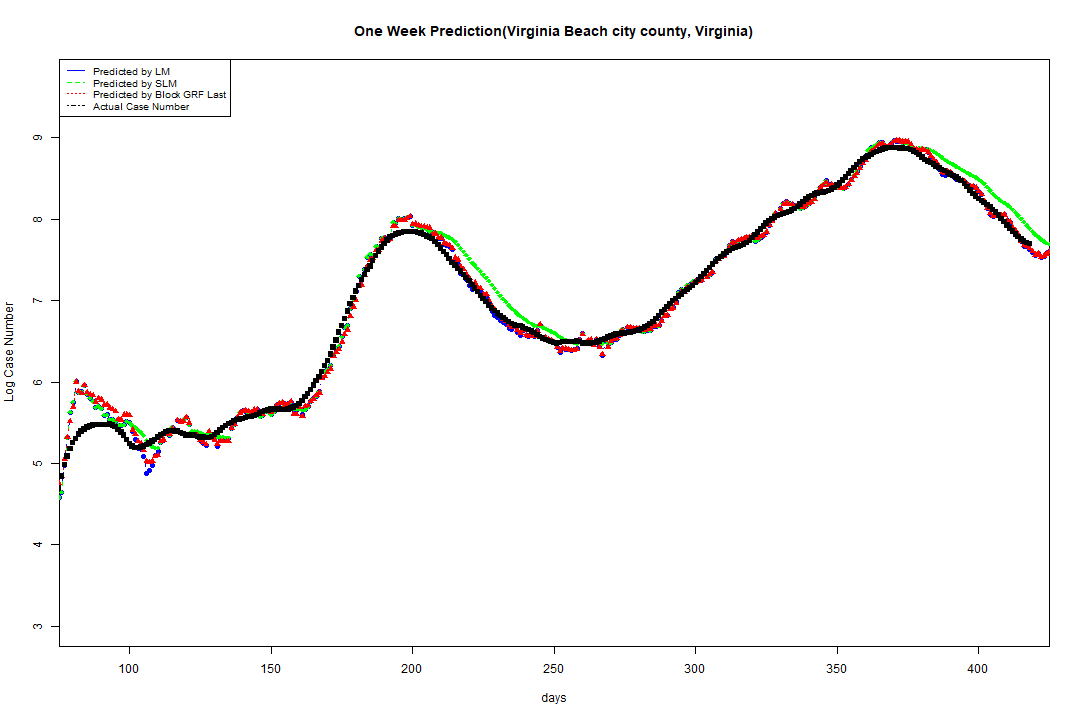 One Week Prediction(Virginia Beach city county, Virginia)
Predicted by LM
Predicted by SLM
Predicted by Block GRF Last
Actual Case Number
9
8
7
6
5
4
3
Log Case Number
100 150 200 250 300 350 400
days